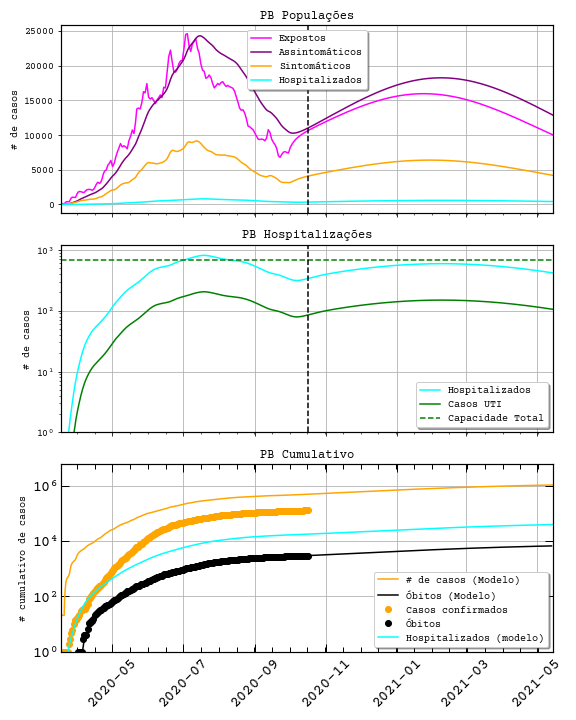 PB Populações
25000
20000
15000
10000
5000
0
# de casos
Expostos
Assintomáticos
Sintomáticos
Hospitalizados
PB Hospitalizações
10³
10²
10¹
10⁰
# de casos
Hospitalizados
Casos UTI
Capacidade Total
PB Cumulativo
10⁶
10⁴
10²
10⁰
# cumulativo de casos
# de casos (Modelo)
Óbitos (Modelo)
Casos confirmados
Óbitos
Hospitalizados (modelo)
2020-05
2020-07
2020-09
2020-11
2021-01
2021-03
2021-05